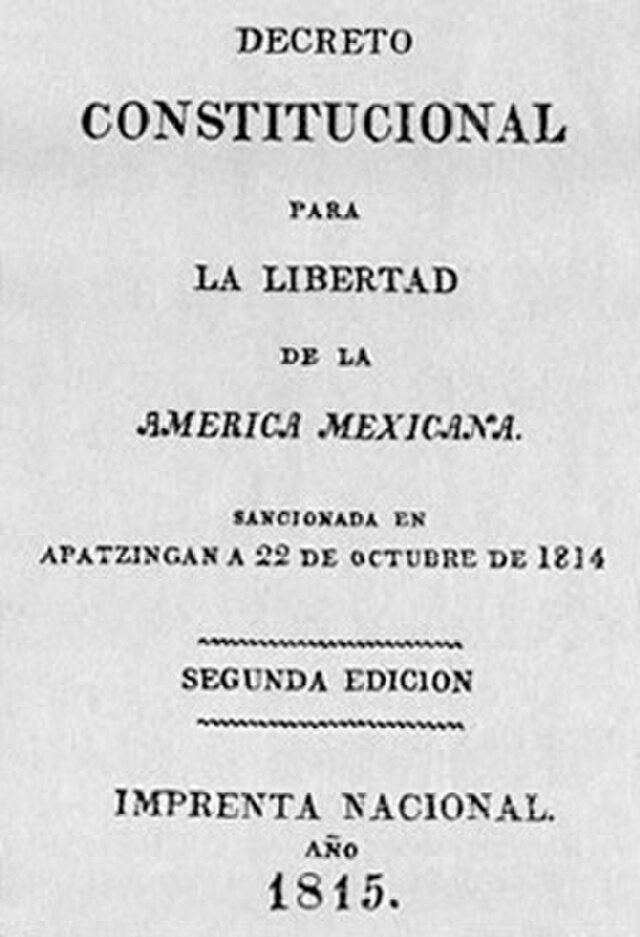 DECRETO
CONSTITUCIONAL
PARA
LA LIBERTAD
DE LA
AMERICA MEXICANA.
SANCIONADA EN
APATZINGAN A 22 DE OCTUBRE DE 1814
SEGUNDA EDICION
IMPRENTA NACIONAL.
AÑO
1815.